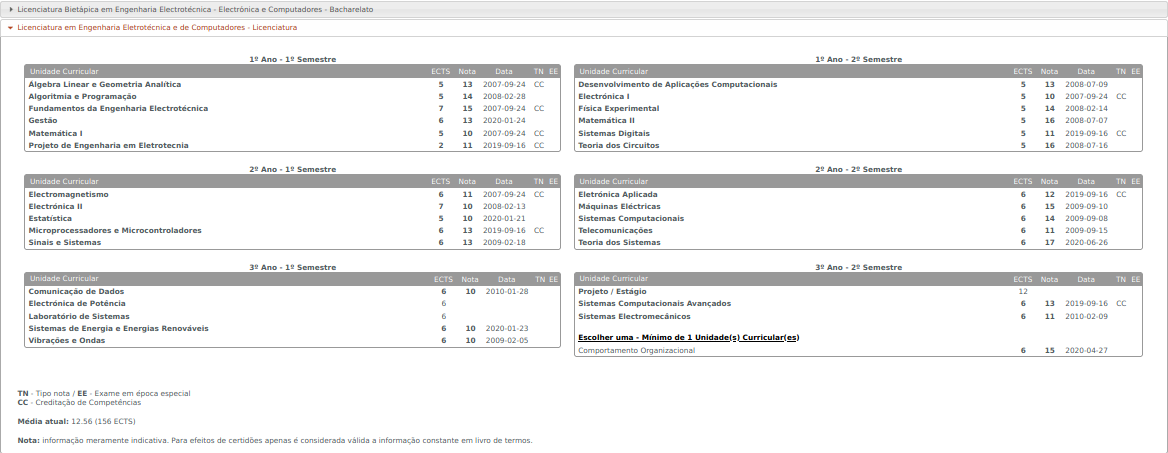 Licenciatura Bietápica em Engenharia Electrotécnica - Electrónica e Computadores - Bacharelato
Licenciatura em Engenharia Eletrotécnica e de Computadores - Licenciatura
1º Ano - 1º Semestre
Unidade Curricular ECTS Nota Data TN EE
Álgebra Linear e Geometria Analítica 5 13 2007-09-24 CC
Algoritmia e Programação 5 14 2008-02-28
Fundamentos da Engenharia Electrotécnica 7 15 2007-09-24 CC
Gestão 6 13 2020-01-24
Matemática I 5 10 2007-09-24 CC
Projeto de Engenharia em Eletrotecnia 2 11 2019-09-16 CC
1º Ano - 2º Semestre
Unidade Curricular ECTS Nota Data TN EE
Desenvolvimento de Aplicações Computacionais 5 13 2008-07-09
Electrónica I 5 10 2007-09-24 CC
Física Experimental 5 14 2008-02-14
Matemática II 5 16 2008-07-07
Sistemas Digitais 5 11 2019-09-16 CC
Teoria dos Circuitos 5 16 2008-07-16
2º Ano - 1º Semestre
Unidade Curricular ECTS Nota Data TN EE
Electromagnetismo 6 11 2007-09-24 CC
Electrónica II 7 10 2008-02-13
Estatística 5 10 2020-01-21
Microprocessadores e Microcontroladores 6 13 2019-09-16 CC
Sinais e Sistemas 6 13 2009-02-18
2º Ano - 2º Semestre
Unidade Curricular ECTS Nota Data TN EE
Eletrónica Aplicada 6 12 2019-09-16 CC
Máquinas Eléctricas 6 15 2009-09-10
Sistemas Computacionais 6 14 2009-09-08
Telecomunicações 6 11 2009-09-15
Teoria dos Sistemas 6 17 2020-06-26
3º Ano - 1º Semestre
Unidade Curricular ECTS Nota Data TN EE
Comunicação de Dados 6 10 2010-01-28
Electrónica de Potência 6
Laboratório de Sistemas 6
Sistemas de Energia e Energias Renováveis 6 10 2020-01-23
Vibrações e Ondas 6 10 2009-02-05
3º Ano - 2º Semestre
Unidade Curricular ECTS Nota Data TN EE
Projeto / Estágio 12
Sistemas Computacionais Avançados 6 13 2019-09-16 CC
Sistemas Electromecânicos 6 11 2010-02-09
Escolher uma - Mínimo de 1 Unidade(s) Curricular(es)
Comportamento Organizacional 6 15 2020-04-27
TN - Tipo nota / EE - Exame em época especial
CC - Creditação de Competências
Média atual: 12.56 (156 ECTS)
Nota: informação meramente indicativa. Para efeitos de certidões apenas é considerada válida a informação constante em livro de termos.